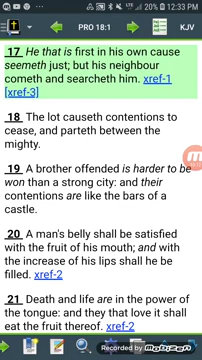 20% 12:33 PM
PRO 18:1
KJV
17 He that is first in his own cause
seemeth just; but his neighbour
cometh and searcheth him. xref-1
[xref-3]
18 The lot causeth contentions to
cease, and parteth between the
mighty.
19 A brother offended is harder to be
won than a strong city: and their
contentions are like the bars of a
castle.
20 A man's belly shall be satisfied
with the fruit of his mouth; and with
the increase of his lips shall he be
filled. xref-2
21 Death and life are in the power of
the tongue: and they that love it shall
eat the fruit thereof. xref-2
Recorded by mobizen